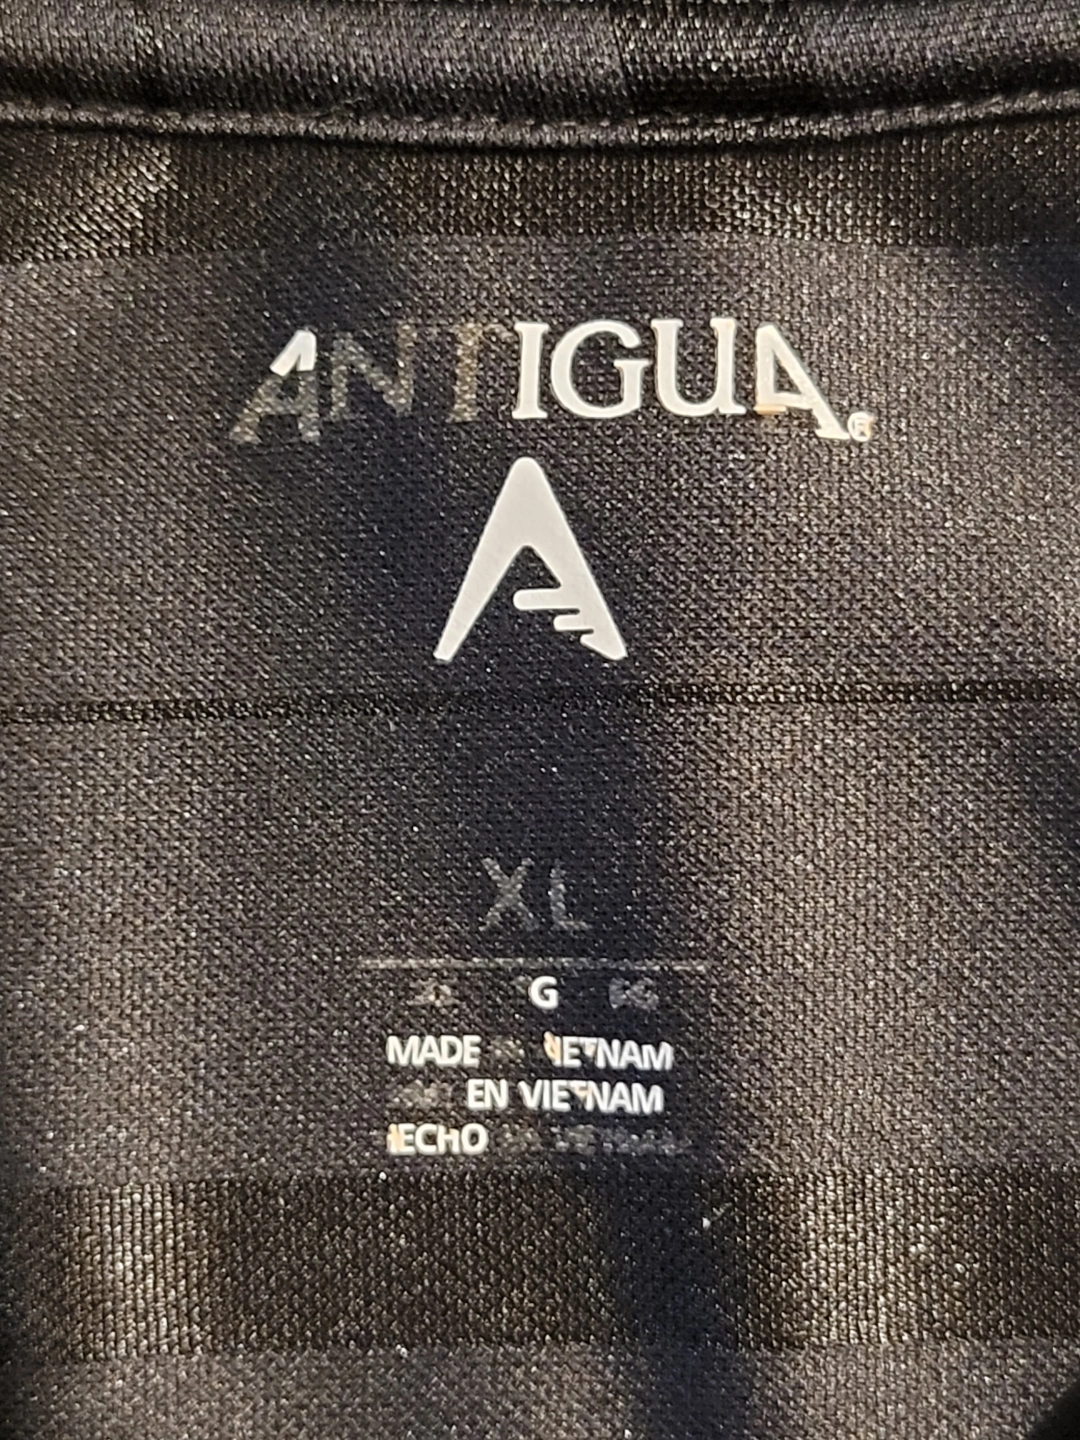 ANTIGUA®
XL
G
MADE VIETNAM
EN VIETNAM
HECHO